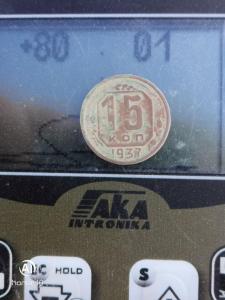 +80 01
15
КОП
1937
AKA
INTRONIKA
C HOLD
S